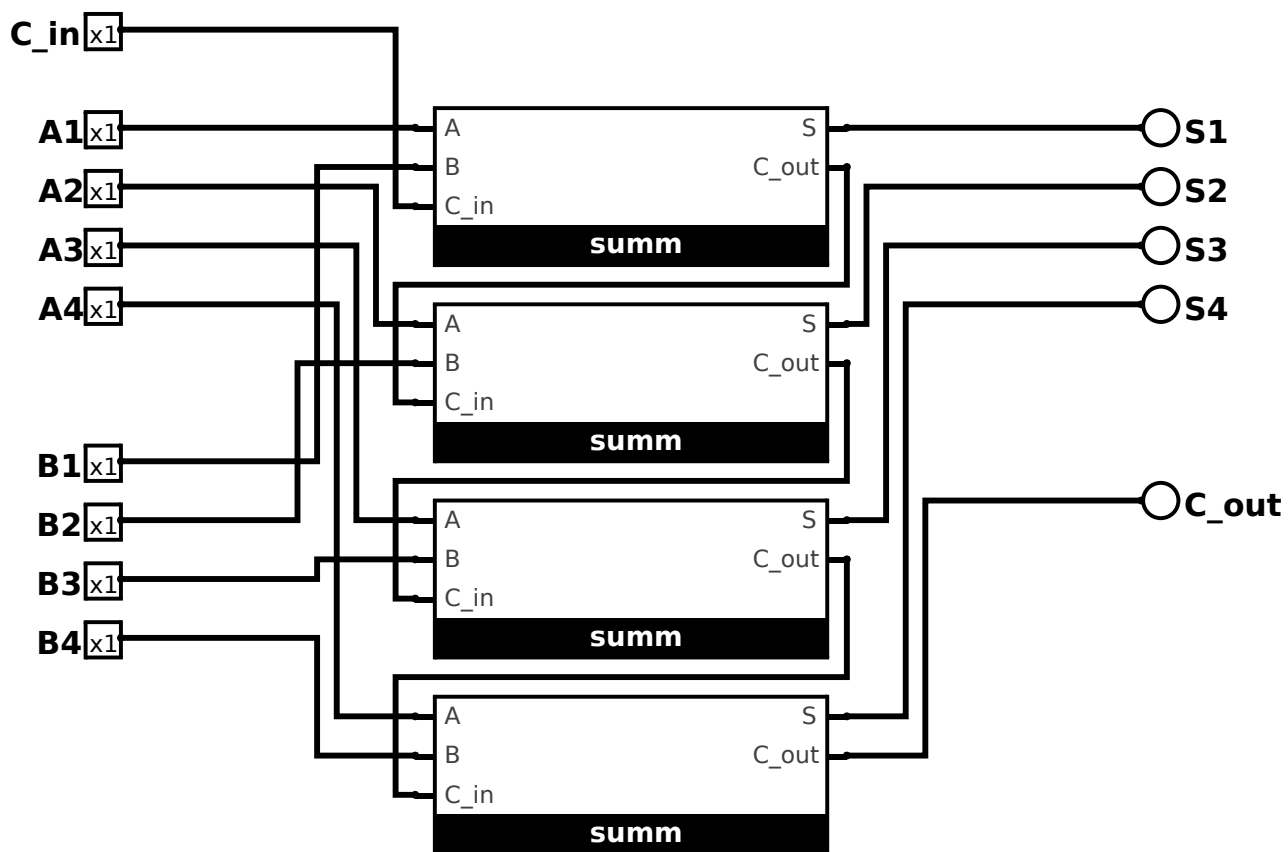 C_in x1
A1 x1
A2 x1
A3 x1
A4 x1
B1 x1
B2 x1
B3 x1
B4 x1
A S
B C_out
C_in
summ
A S
B C_out
C_in
summ
A S
B C_out
C_in
summ
A S
B C_out
C_in
summ
S1
S2
S3
S4
C_out